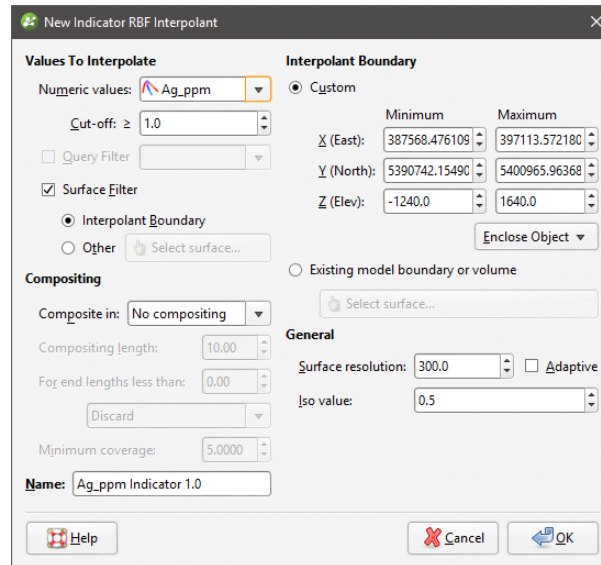 New Indicator RBF Interpolant
Values To Interpolate
Numeric values: Ag_ppm
Cut-off: ≥ 1.0
Query Filter
Surface Filter
Interpolant Boundary
Other Select surface...
Compositing
Composite in: No compositing
Compositing length: 10.00
For end lengths less than: 0.00
Discard
Minimum coverage: 5.0000
Name: Ag_ppm Indicator 1.0
Interpolant Boundary
Custom
Minimum Maximum
X (East): 387568.476109 397113.572180
Y (North): 5390742.15490 5400965.96368
Z (Elev): -1240.0 1640.0
Enclose Object
Existing model boundary or volume
Select surface...
General
Surface resolution: 300.0 Adaptive
Iso value: 0.5
Help Cancel OK